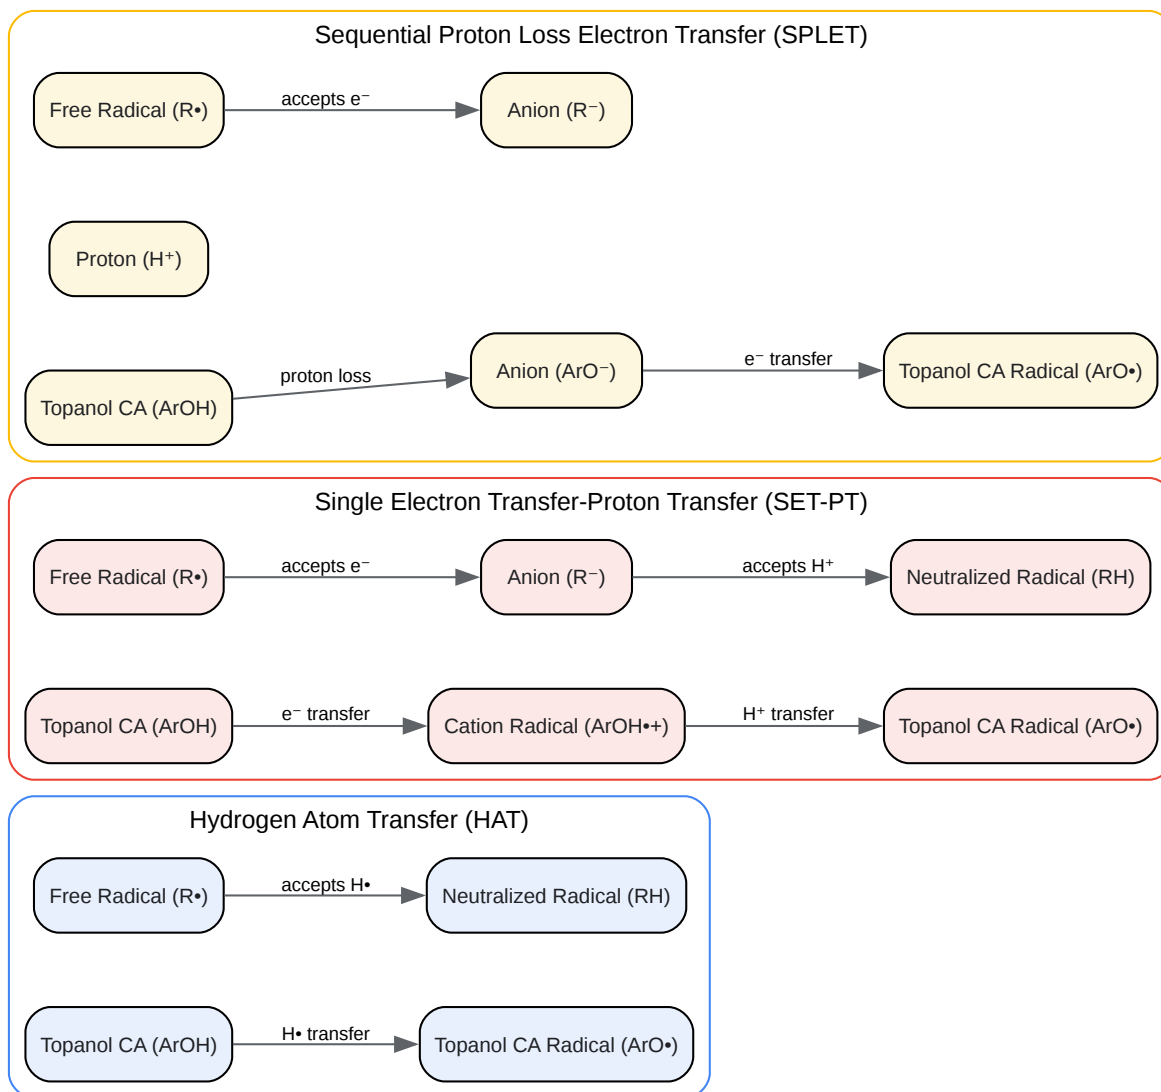 Sequential Proton Loss Electron Transfer (SPLET)
Free Radical (R•)
accepts e⁻
Anion (R⁻)
Proton (H⁺)
Topanol CA (ArOH)
proton loss
Anion (ArO⁻)
e⁻ transfer
Topanol CA Radical (ArO•)
Single Electron Transfer-Proton Transfer (SET-PT)
Free Radical (R•)
accepts e⁻
Anion (R⁻)
accepts H⁺
Neutralized Radical (RH)
Topanol CA (ArOH)
e⁻ transfer
Cation Radical (ArOH•+)
H⁺ transfer
Topanol CA Radical (ArO•)
Hydrogen Atom Transfer (HAT)
Free Radical (R•)
accepts H•
Neutralized Radical (RH)
Topanol CA (ArOH)
H• transfer
Topanol CA Radical (ArO•)